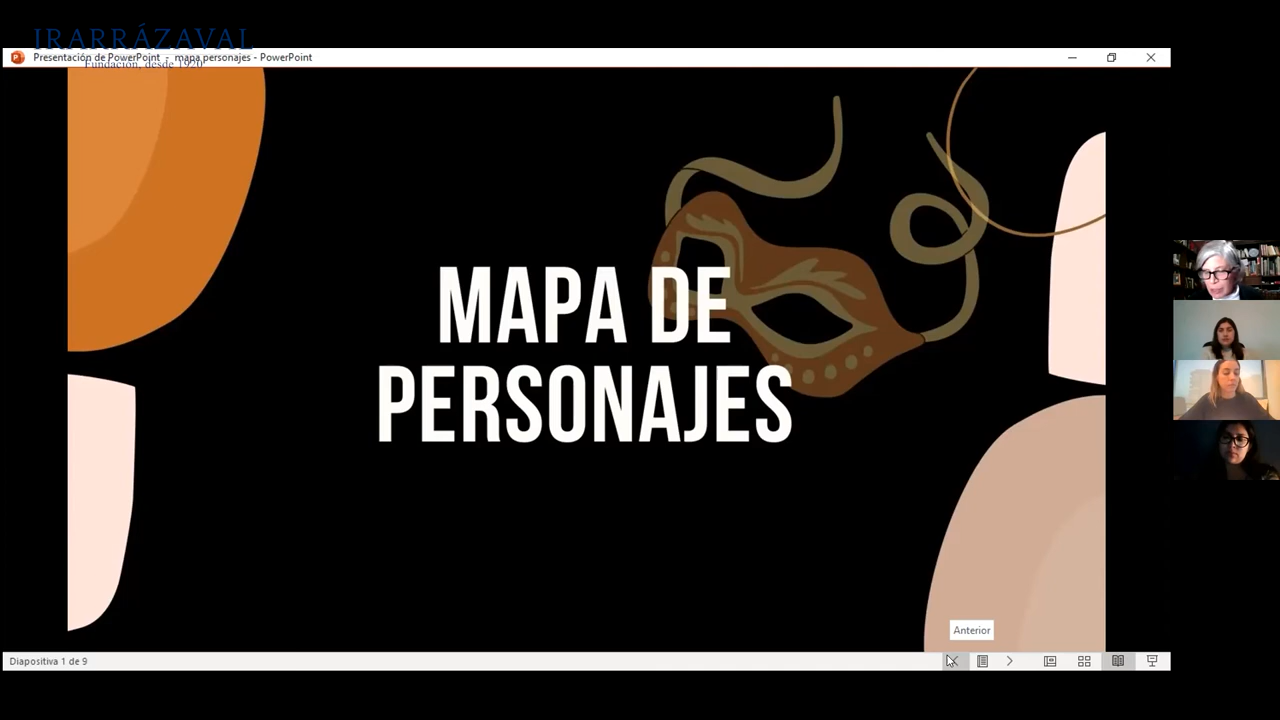 IRARRÁZAVAL
Fundación, desde 1920
Presentación de PowerPoint - mapa personajes - PowerPoint
MAPA DE
PERSONAJES
Anterior
Diapositiva 1 de 9